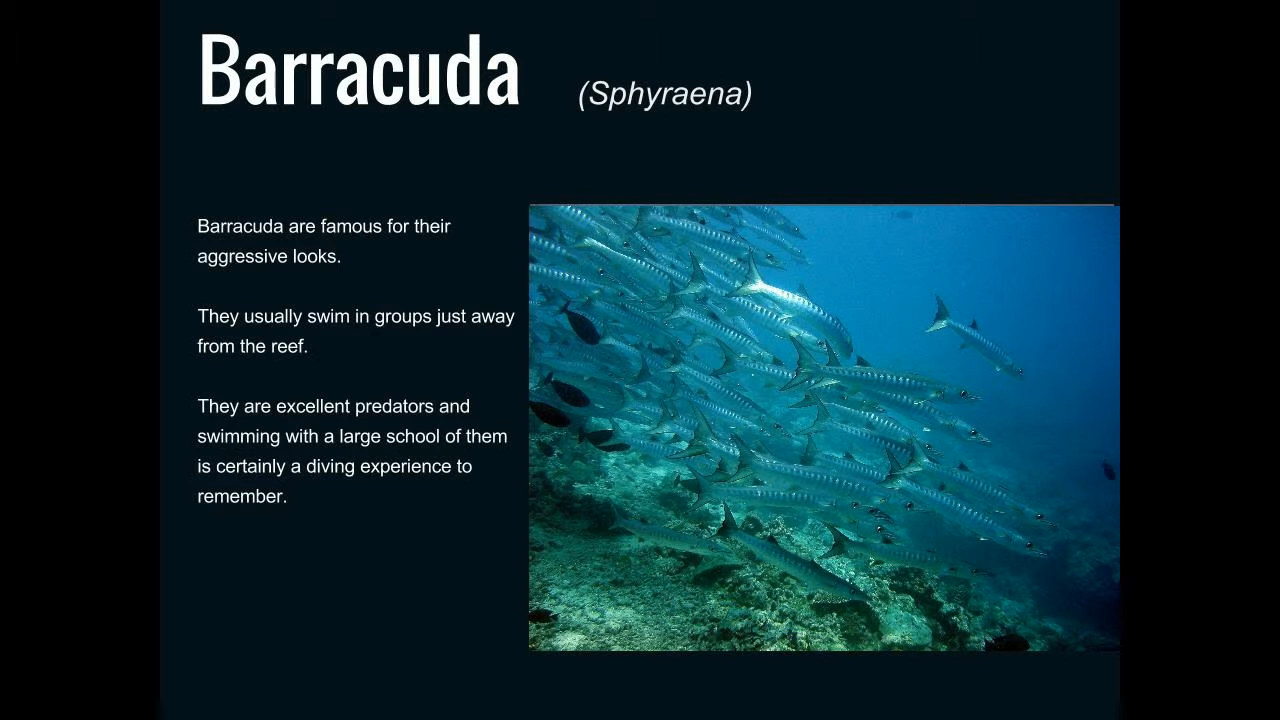 Barracuda (Sphyraena)
Barracuda are famous for their
aggressive looks.
They usually swim in groups just away
from the reef.
They are excellent predators and
swimming with a large school of them
is certainly a diving experience to
remember.